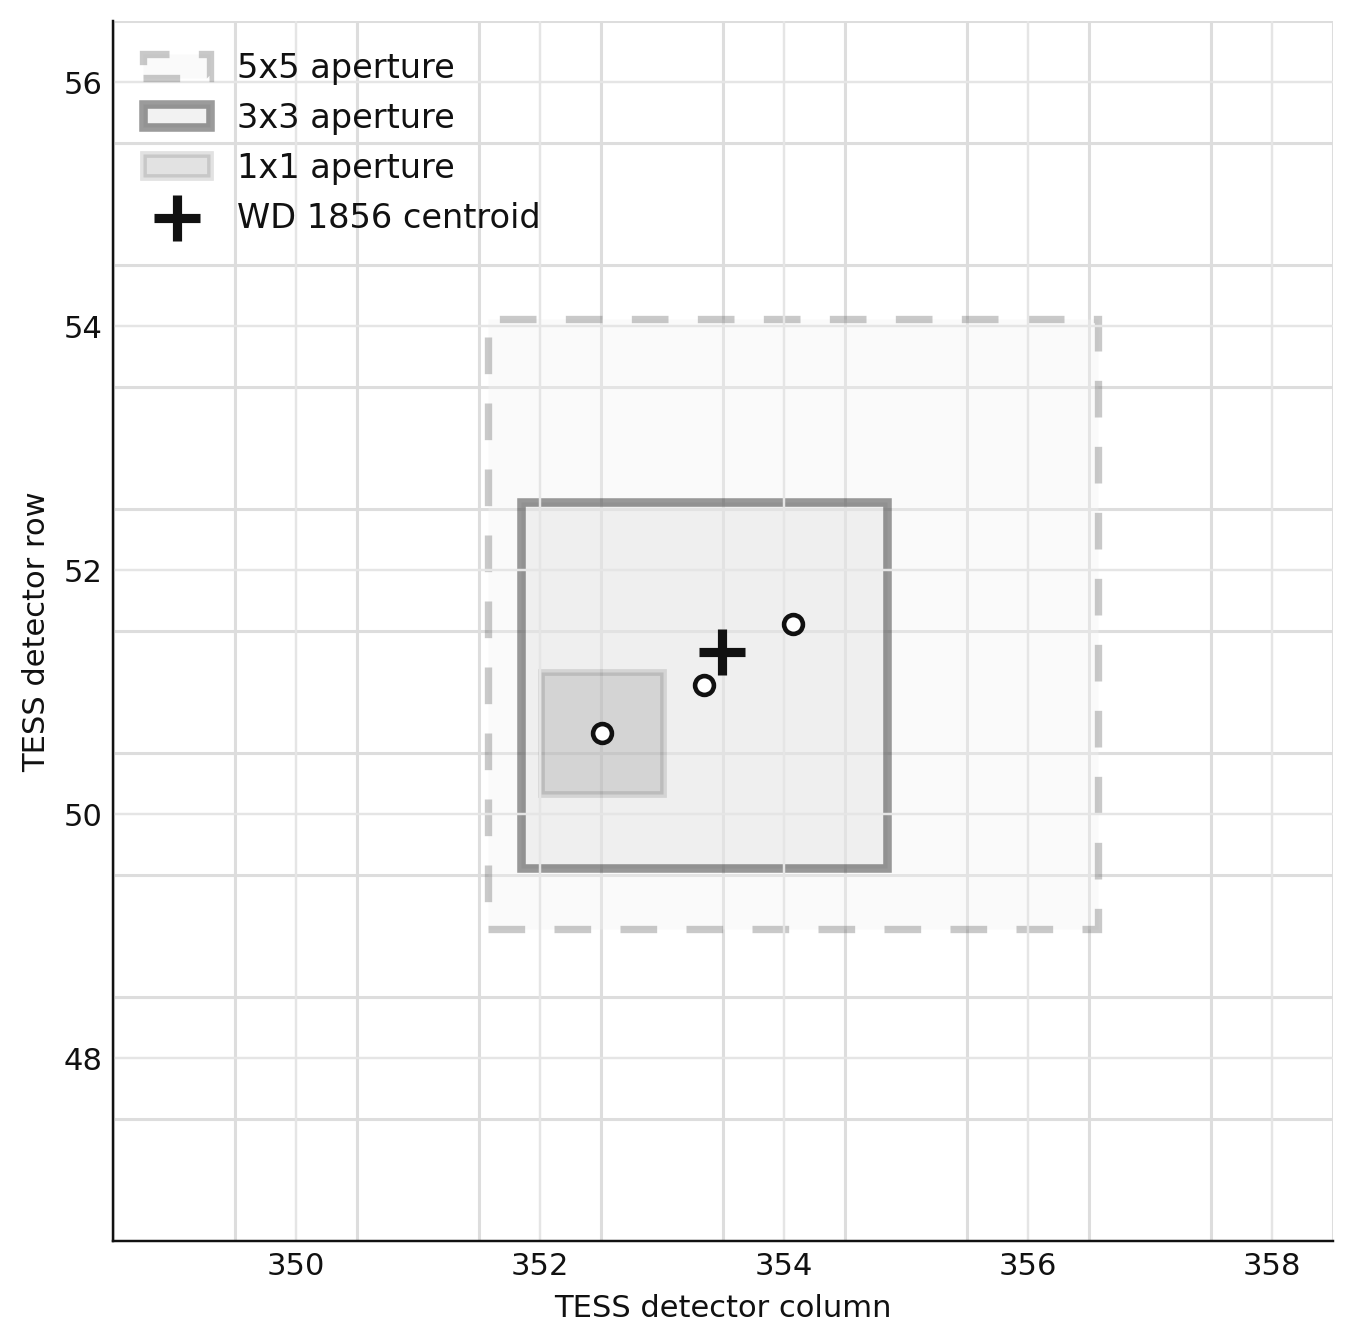 5x5 aperture
3x3 aperture
1x1 aperture
WD 1856 centroid
56
54
52
50
48
TESS detector row
350 352 354 356 358
TESS detector column